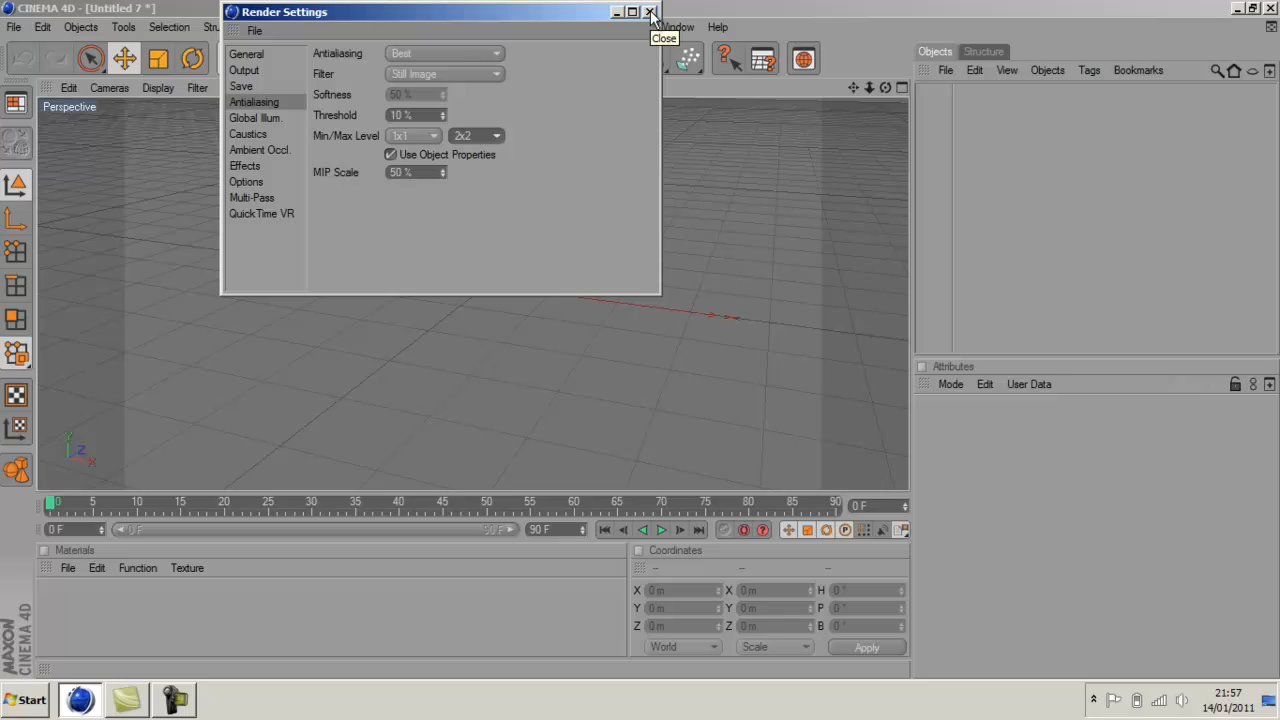 CINEMA 4D - [Untitled 7 *]
Render Settings
File Edit Objects Tools Selection
Window Help
Close
File
General
Output
Save
Antialiasing
Global Illum.
Caustics
Ambient Occl.
Effects
Options
Multi-Pass
QuickTime VR
Antialiasing Best
Filter Still Image
Softness 50 %
Threshold 10 %
Min/Max Level 1x1 2x2
Use Object Properties
MIP Scale 50 %
Edit Cameras Display Filter
Perspective
Y
Z
X
Objects Structure
File Edit View Objects Tags Bookmarks
Attributes
Mode Edit User Data
0 5 10 15 20 25 30 35 40 45 50 55 60 65 70 75 80 85 90
0 F
0 F 0 F 90 F 90 F
P
Materials
File Edit Function Texture
Coordinates
-- -- --
X 0 m X 0 m H 0 °
Y 0 m Y 0 m P 0 °
Z 0 m Z 0 m B 0 °
World Scale Apply
MAXON
CINEMA 4D
Start
21:57
14/01/2011